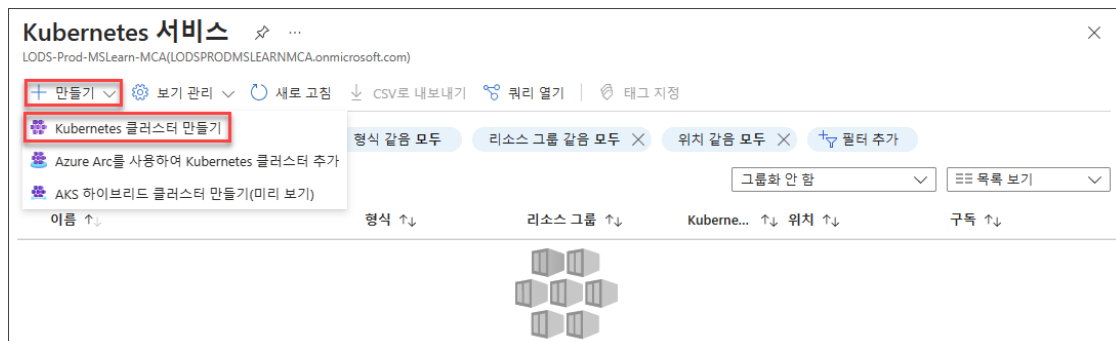 Kubernetes 서비스
LODS-Prod-MSLearn-MCA(LODSPRODMSLEARNMCA.onmicrosoft.com)
만들기 보기 관리 새로 고침 CSV로 내보내기 쿼리 열기 태그 지정
Kubernetes 클러스터 만들기
형식 같음 모두 리소스 그룹 같음 모두 위치 같음 모두 필터 추가
Azure Arc를 사용하여 Kubernetes 클러스터 추가
AKS 하이브리드 클러스터 만들기(미리 보기)
그룹화 안 함 목록 보기
이름 형식 리소스 그룹 Kuberne... 위치 구독